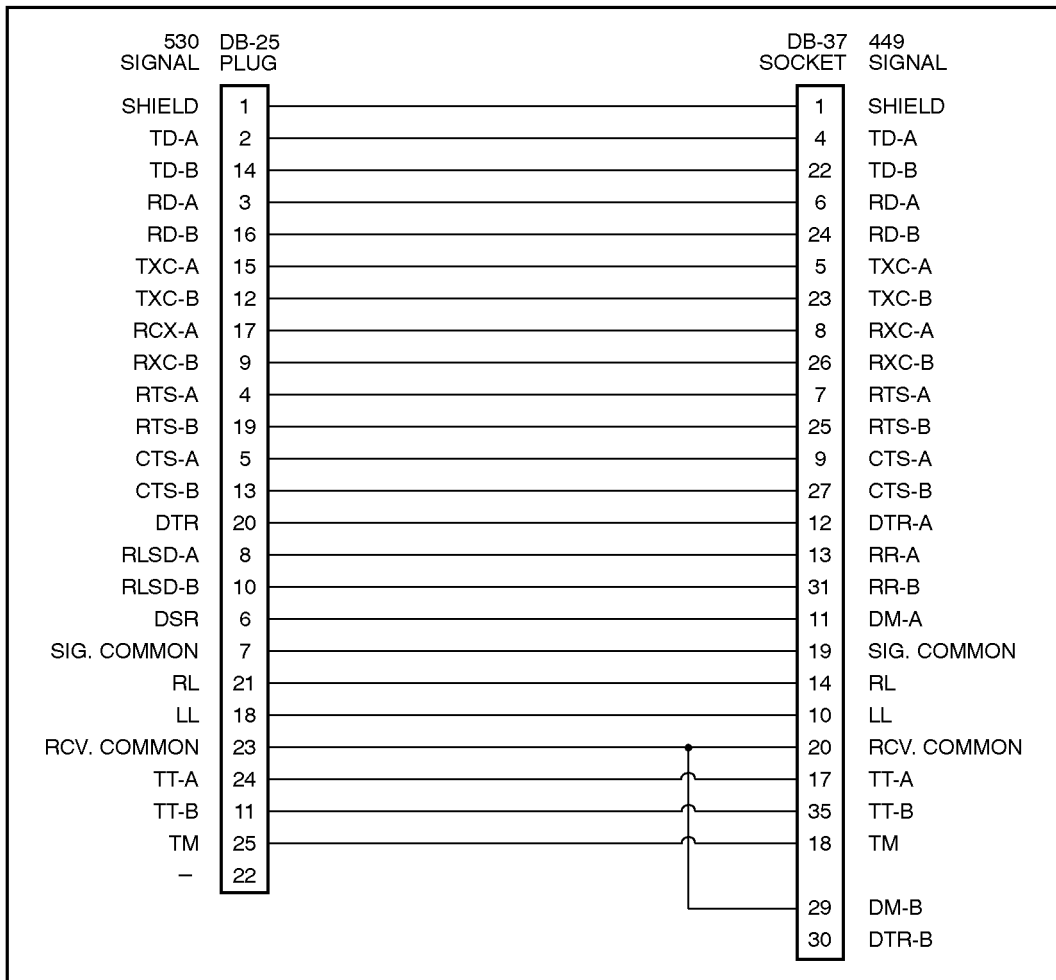 530 DB-25 DB-37 449
SIGNAL PLUG SOCKET SIGNAL
SHIELD 1 1 SHIELD
TD-A 2 4 TD-A
TD-B 14 22 TD-B
RD-A 3 6 RD-A
RD-B 16 24 RD-B
TXC-A 15 5 TXC-A
TXC-B 12 23 TXC-B
RCX-A 17 8 RXC-A
RXC-B 9 26 RXC-B
RTS-A 4 7 RTS-A
RTS-B 19 25 RTS-B
CTS-A 5 9 CTS-A
CTS-B 13 27 CTS-B
DTR 20 12 DTR-A
RLSD-A 8 13 RR-A
RLSD-B 10 31 RR-B
DSR 6 11 DM-A
SIG. COMMON 7 19 SIG. COMMON
RL 21 14 RL
LL 18 10 LL
RCV. COMMON 23 20 RCV. COMMON
TT-A 24 17 TT-A
TT-B 11 35 TT-B
TM 25 18 TM
– 22
29 DM-B
30 DTR-B